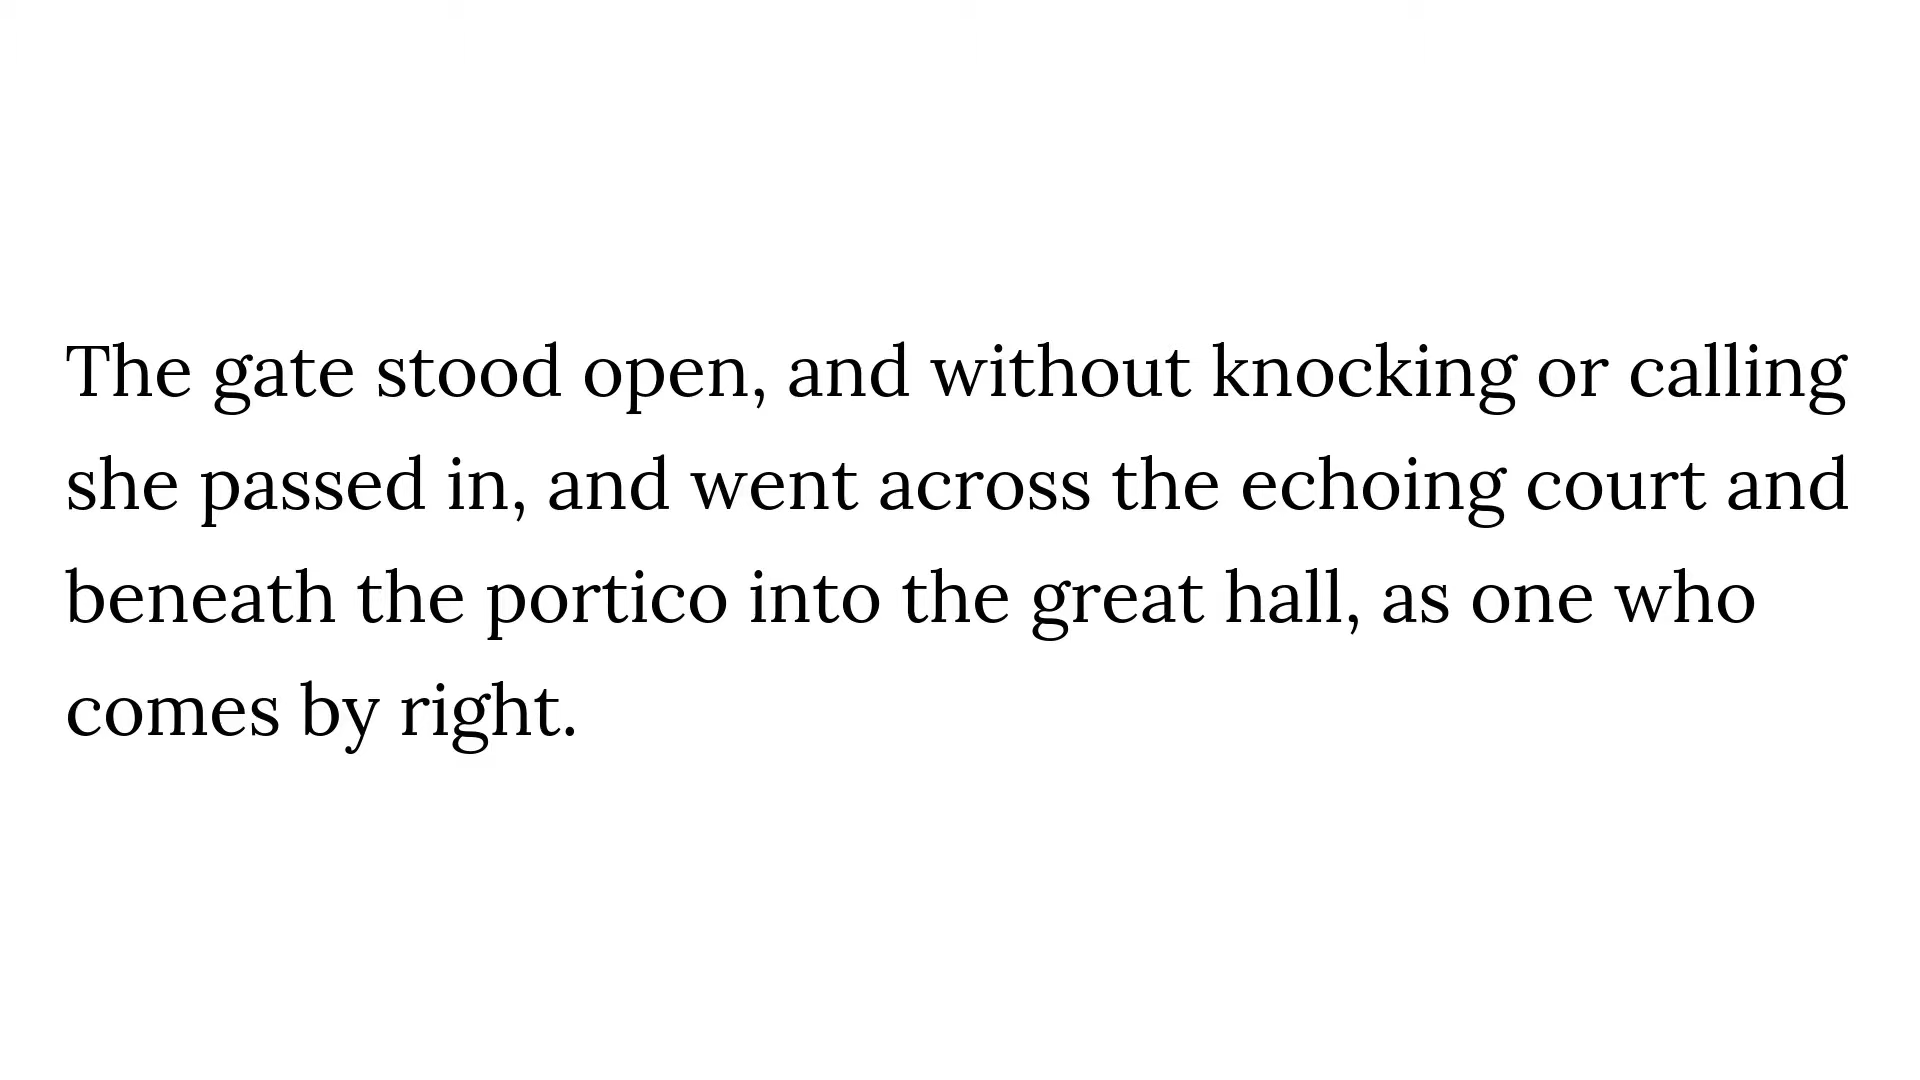 The gate stood open, and without knocking or calling
she passed in, and went across the echoing court and
beneath the portico into the great hall, as one who
comes by right.